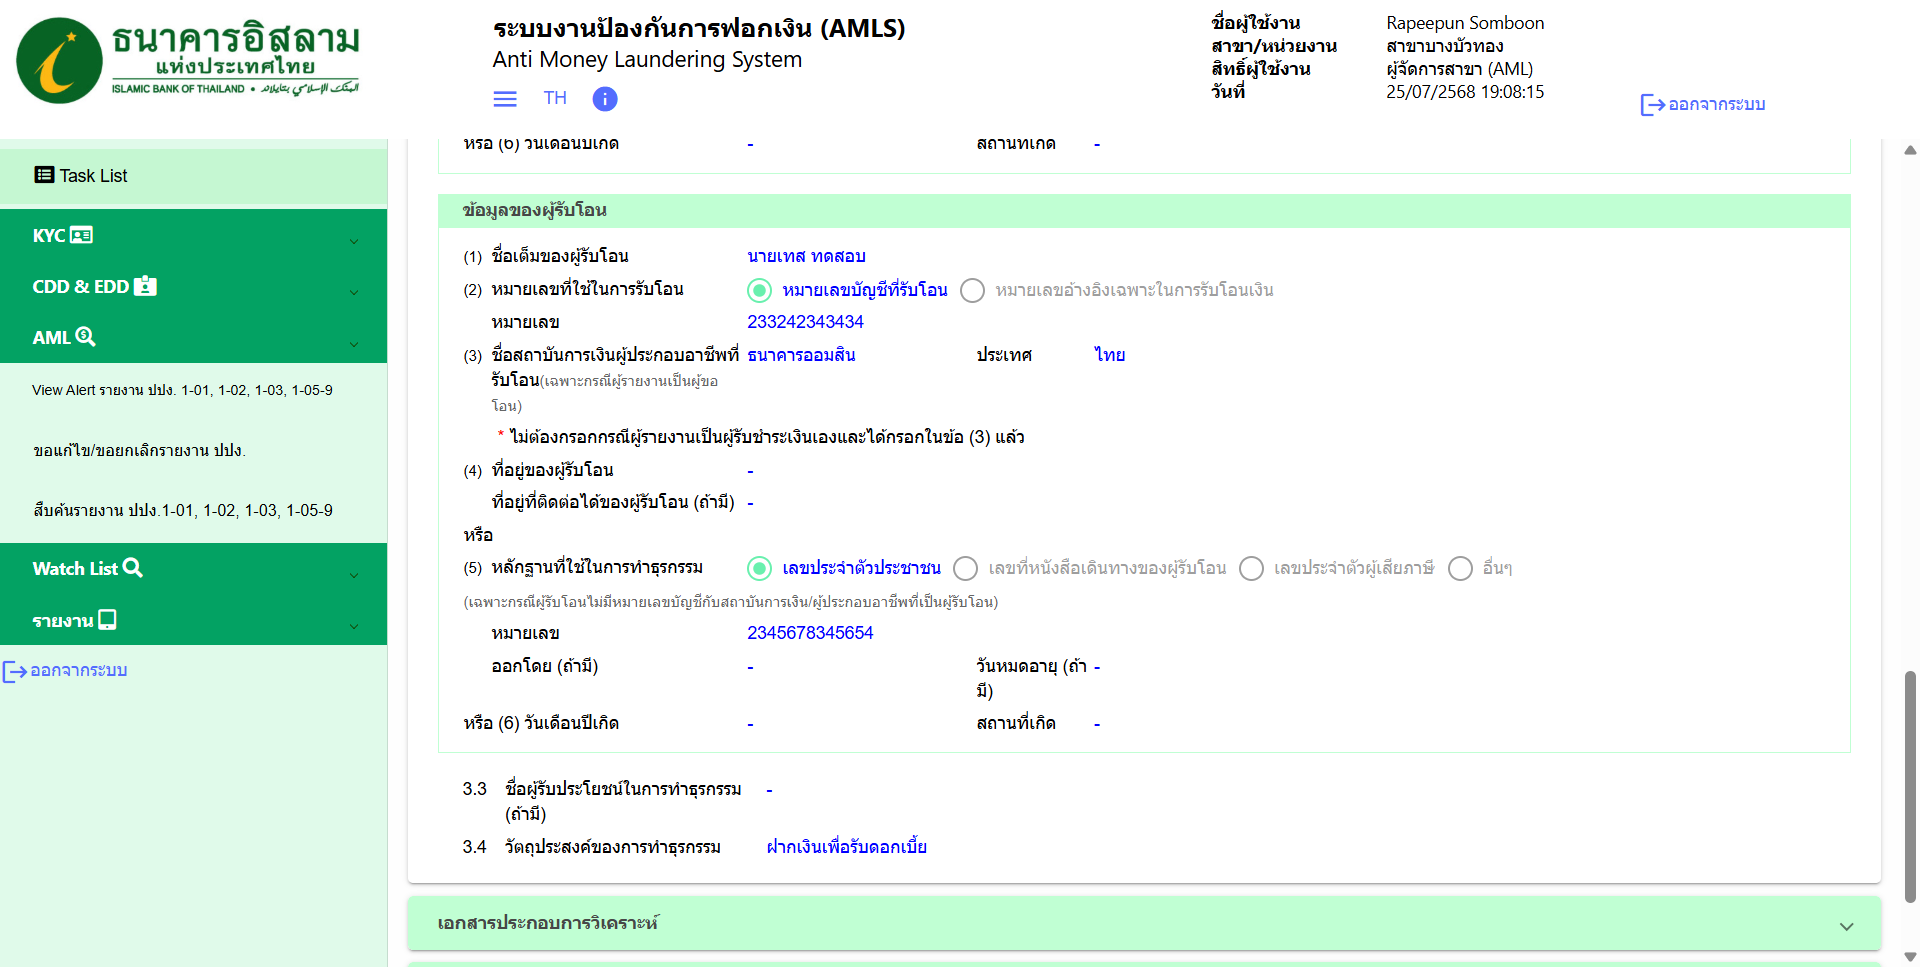 ธนาคารอิสลาม
แห่งประเทศไทย
ISLAMIC BANK OF THAILAND • بنك الإسلامي بتايلاند
ระบบงานป้องกันการฟอกเงิน (AMLS)
Anti Money Laundering System
TH
ชื่อผู้ใช้งาน Rapeepun Somboon
สาขา/หน่วยงาน สาขาบางบัวทอง
สิทธิ์ผู้ใช้งาน ผู้จัดการสาขา (AML)
วันที่ 25/07/2568 19:08:15
ออกจากระบบ
Task List
KYC
CDD & EDD
AML
View Alert รายงาน ปปง. 1-01, 1-02, 1-03, 1-05-9
ขอแก้ไข/ขอยกเลิกรายงาน ปปง.
สืบค้นรายงาน ปปง.1-01, 1-02, 1-03, 1-05-9
Watch List
รายงาน
ออกจากระบบ
หรือ (6) วันเดือนปีเกิด - สถานที่เกิด -
ข้อมูลของผู้รับโอน
(1) ชื่อเต็มของผู้รับโอน นายเทส ทดสอบ
(2) หมายเลขที่ใช้ในการรับโอน หมายเลขบัญชีที่รับโอน หมายเลขอ้างอิงเฉพาะในการรับโอนเงิน
หมายเลข 233242343434
(3) ชื่อสถาบันการเงินผู้ประกอบอาชีพที่ ธนาคารออมสิน ประเทศ ไทย
รับโอน(เฉพาะกรณีผู้รายงานเป็นผู้ขอ
โอน)
* ไม่ต้องกรอกกรณีผู้รายงานเป็นผู้รับชำระเงินเองและได้กรอกในข้อ (3) แล้ว
(4) ที่อยู่ของผู้รับโอน -
ที่อยู่ที่ติดต่อได้ของผู้รับโอน (ถ้ามี) -
หรือ
(5) หลักฐานที่ใช้ในการทำธุรกรรม เลขประจำตัวประชาชน เลขที่หนังสือเดินทางของผู้รับโอน เลขประจำตัวผู้เสียภาษี อื่นๆ
(เฉพาะกรณีผู้รับโอนไม่มีหมายเลขบัญชีกับสถาบันการเงิน/ผู้ประกอบอาชีพที่เป็นผู้รับโอน)
หมายเลข 2345678345654
ออกโดย (ถ้ามี) - วันหมดอายุ (ถ้า -
มี)
หรือ (6) วันเดือนปีเกิด - สถานที่เกิด -
3.3 ชื่อผู้รับประโยชน์ในการทำธุรกรรม -
(ถ้ามี)
3.4 วัตถุประสงค์ของการทำธุรกรรม ฝากเงินเพื่อรับดอกเบี้ย
เอกสารประกอบการวิเคราะห์